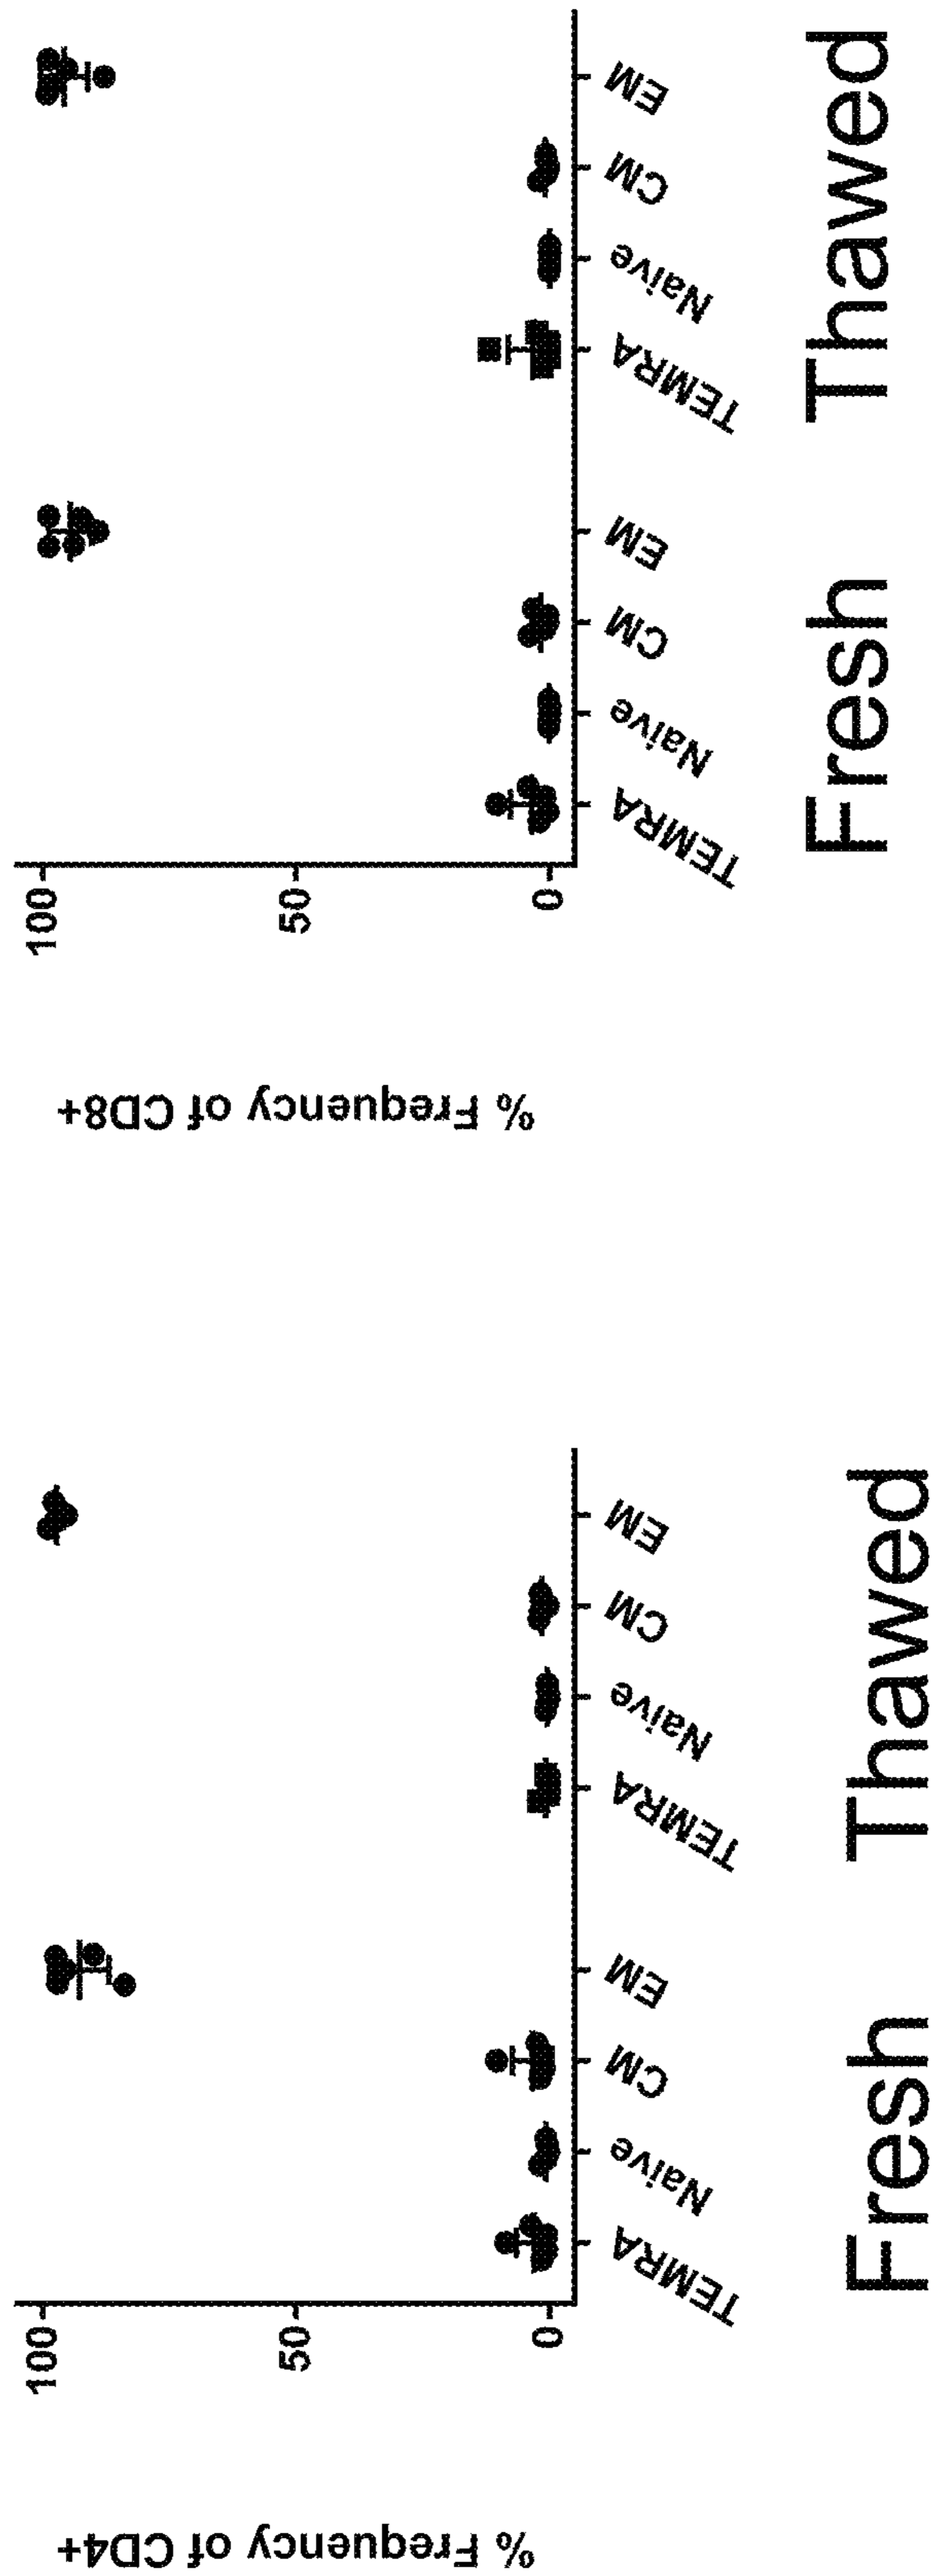 % Frequency of CD4+
100
50
0
TEMRA
Naive
CM
EM
TEMRA
Naive
CM
EM
Fresh
Thawed
% Frequency of CD8+
100
50
0
TEMRA
Naive
CM
EM
TEMRA
Naive
CM
EM
Fresh
Thawed